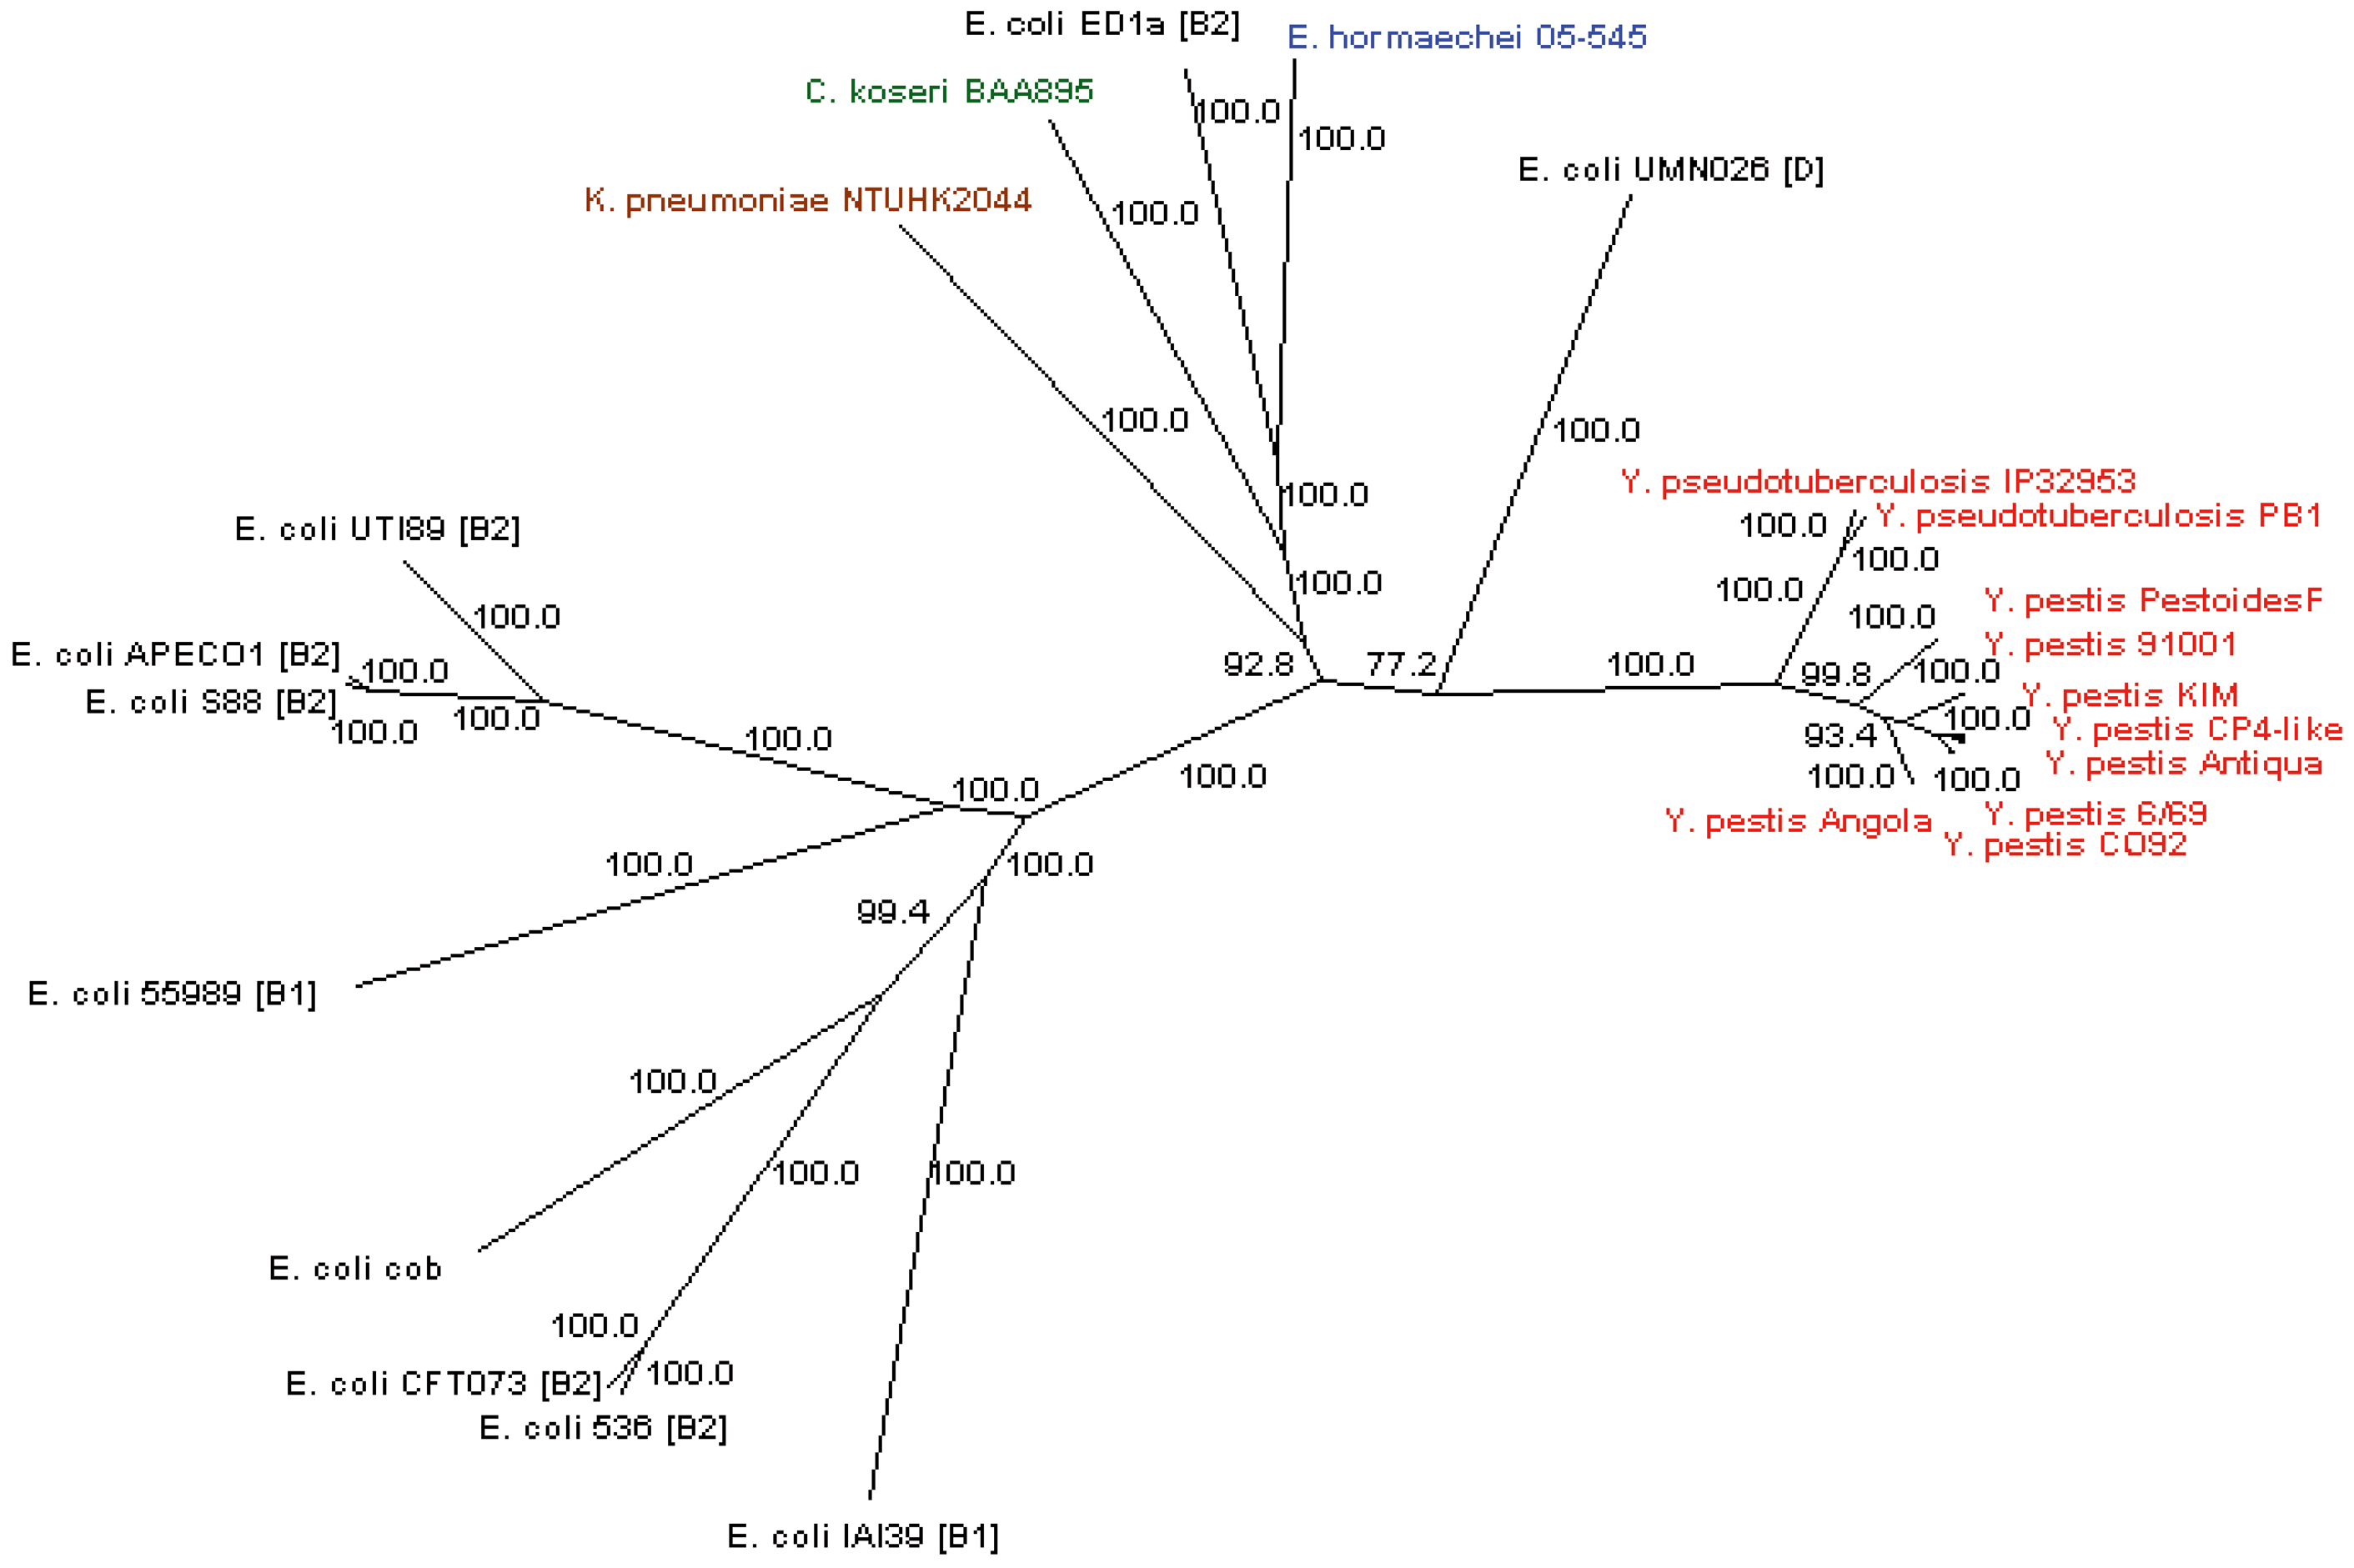 E. coli ED1a [B2]
E. hormaechei 05-545
C. koseri BAA895
100.0
100.0
E. coli UMN026 [D]
K. pneumoniae NTUHK2044
100.0
100.0
100.0
Y. pseudotuberculosis IP32953
100.0
Y. pseudotuberculosis PB1
100.0
E. coli UTI89 [B2]
100.0
100.0
100.0
Y. pestis PestoidesF
100.0
100.0
Y. pestis 91001
E. coli APECO1 [B2]
100.0
92.8
77.2
100.0
99.8
100.0
Y. pestis KIM
E. coli S88 [B2]
100.0
100.0
100.0
Y. pestis CP4-like
100.0
93.4
Y. pestis Antiqua
100.0
100.0
100.0
100.0
Y. pestis Angola
Y. pestis 6/69
Y. pestis CO92
100.0
100.0
99.4
E. coli 55989 [B1]
100.0
100.0
100.0
E. coli cob
100.0
100.0
E. coli CFT073 [B2]
E. coli 536 [B2]
E. coli IAI39 [B1]